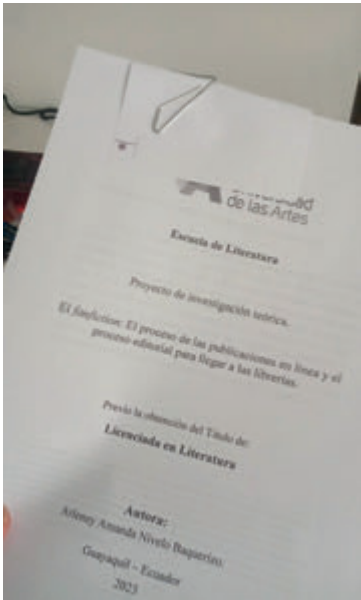 de las Artes
Escuela de Literatura
Proyecto de investigación teórica.
El fanfiction: El proceso de las publicaciones en línea y el
proceso editorial para llegar a las librerías.
Previo la obtención del Título de:
Licenciada en Literatura
Autora:
Amanda Nivelo Baquerizo
Guayaquil - Ecuador
2023